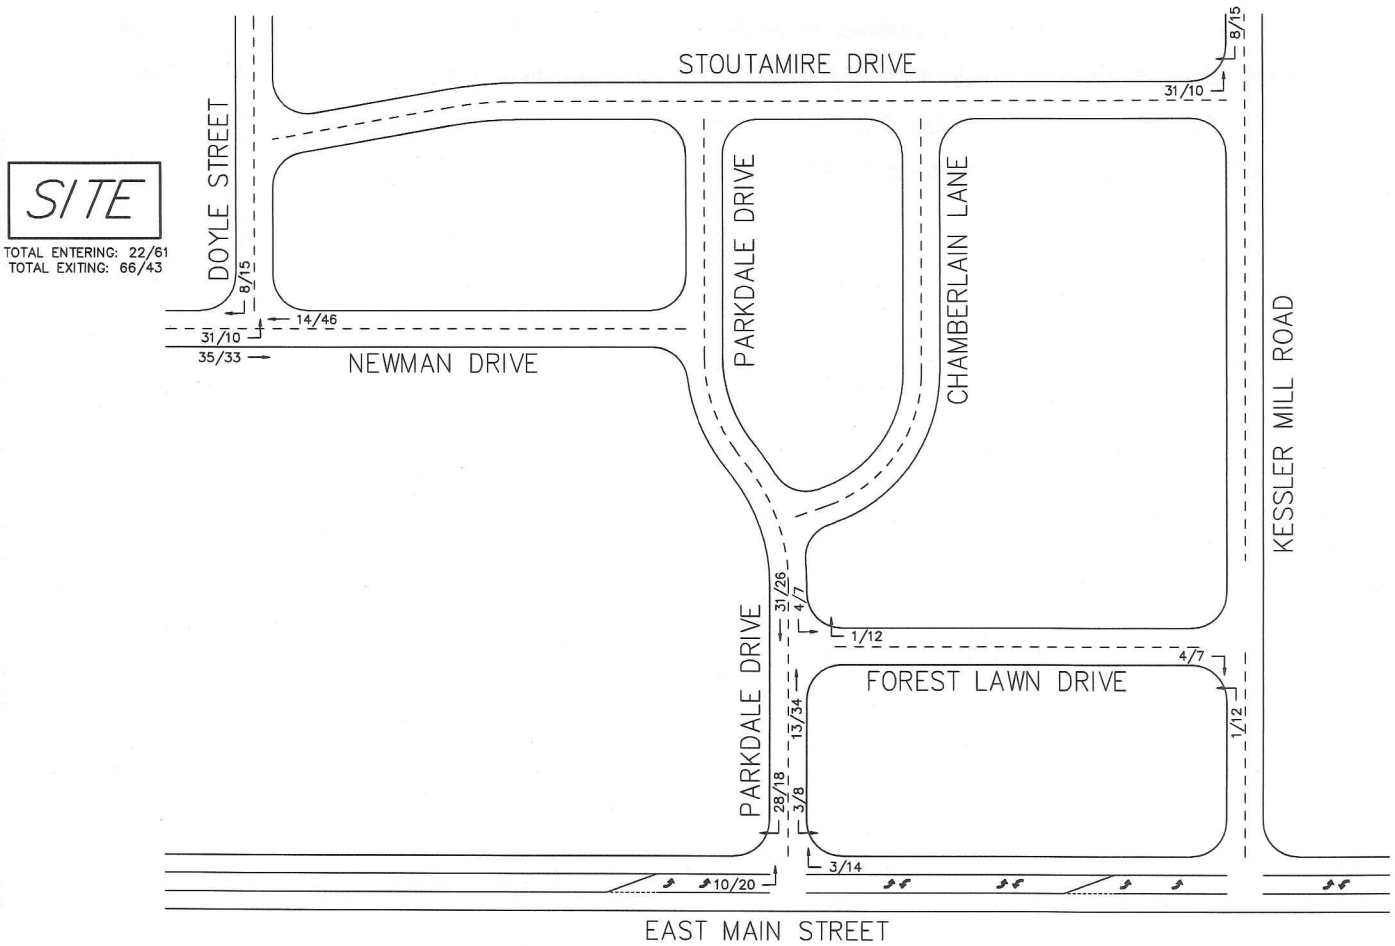 8/15
STOUTAMIRE DRIVE
31/10
DOYLE STREET
SITE
TOTAL ENTERING: 22/61
TOTAL EXITING: 66/43
PARKDALE DRIVE
CHAMBERLAIN LANE
8/15
14/46
31/10
35/33
NEWMAN DRIVE
KESSLER MILL ROAD
31/26
4/7
1/12
4/7
PARKDALE DRIVE
FOREST LAWN DRIVE
13/34
1/12
28/18
3/8
3/14
10/20
EAST MAIN STREET